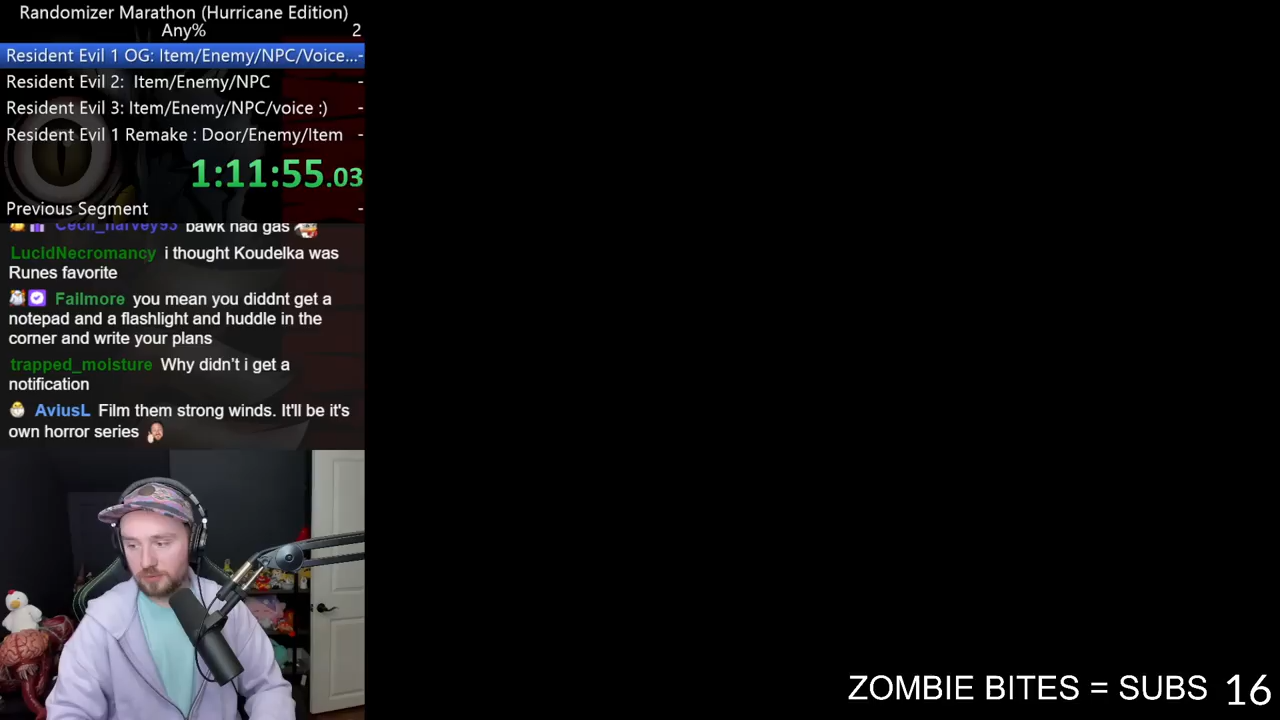 Randomizer Marathon (Hurricane Edition)
Any% 2
Resident Evil 1 OG: Item/Enemy/NPC/Voice... -
Resident Evil 2: Item/Enemy/NPC -
Resident Evil 3: Item/Enemy/NPC/voice :) -
Resident Evil 1 Remake : Door/Enemy/Item -
1:11:55.03
Previous Segment -
Cecil_harvey93 bawk had gas
LucidNecromancy i thought Koudelka was
Runes favorite
Failmore you mean you diddnt get a
notepad and a flashlight and huddle in the
corner and write your plans
trapped_moisture Why didn’t i get a
notification
AviusL Film them strong winds. It'll be it's
own horror series
ZOMBIE BITES = SUBS 16